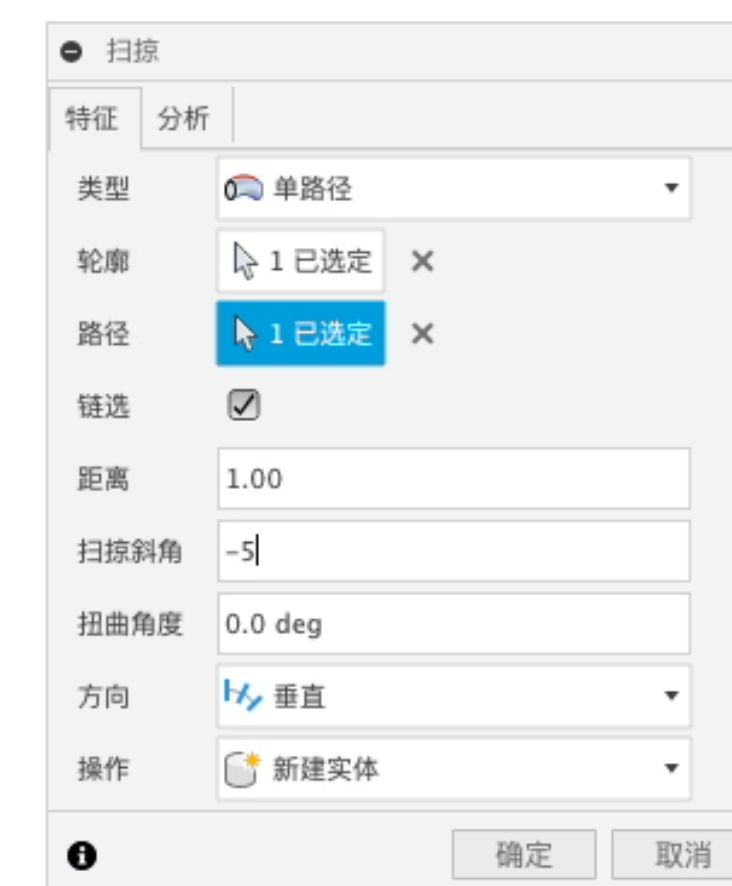 扫掠
特征 分析
类型 单路径
轮廓 1 已选定
路径 1 已选定
链选
距离 1.00
扫掠斜角 -5
扭曲角度 0.0 deg
方向 垂直
操作 新建实体
确定 取消